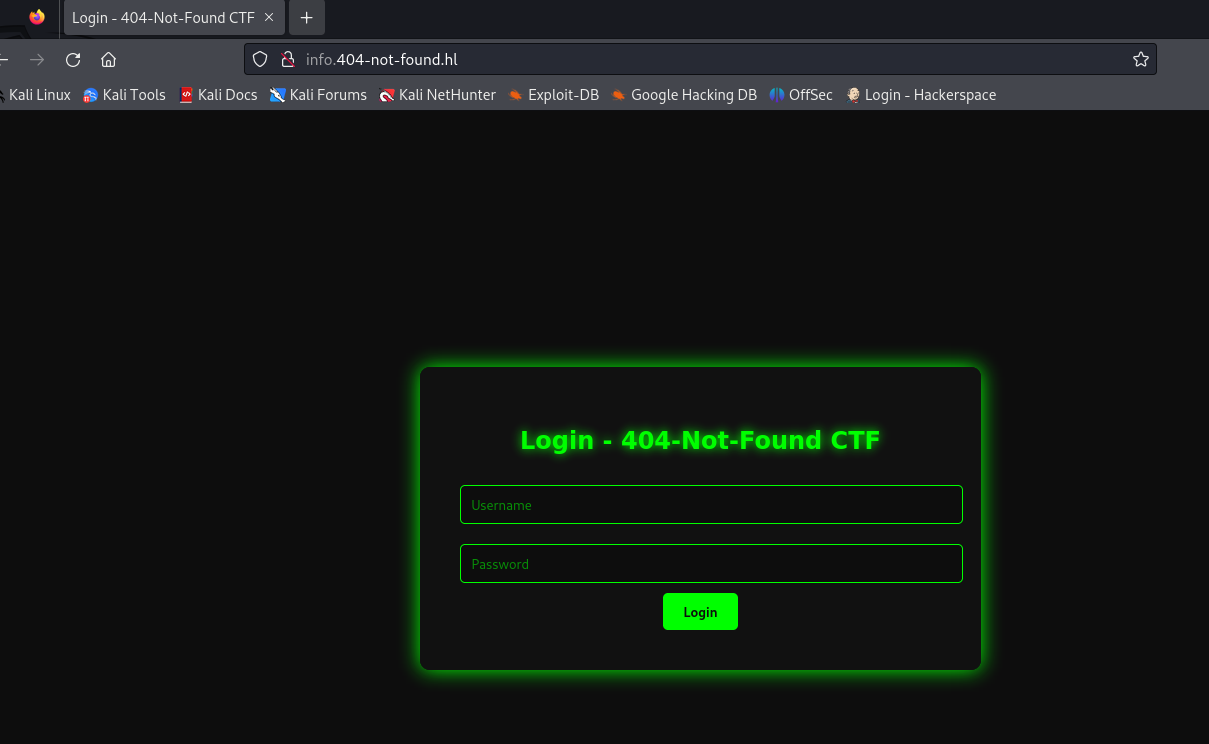 Login - 404-Not-Found CTF
info.404-not-found.hl
Kali Linux Kali Tools Kali Docs Kali Forums Kali NetHunter Exploit-DB Google Hacking DB OffSec Login - Hackerspace
Login - 404-Not-Found CTF
Username
Password
Login